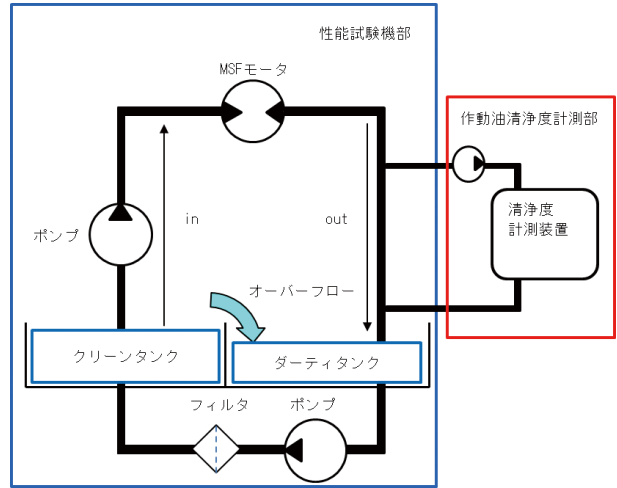 性能試験機部
MSFモータ
作動油清浄度計測部
清浄度
計測装置
ポンプ
in
out
オーバーフロー
クリーンタンク
ダーティタンク
フィルタ
ポンプ